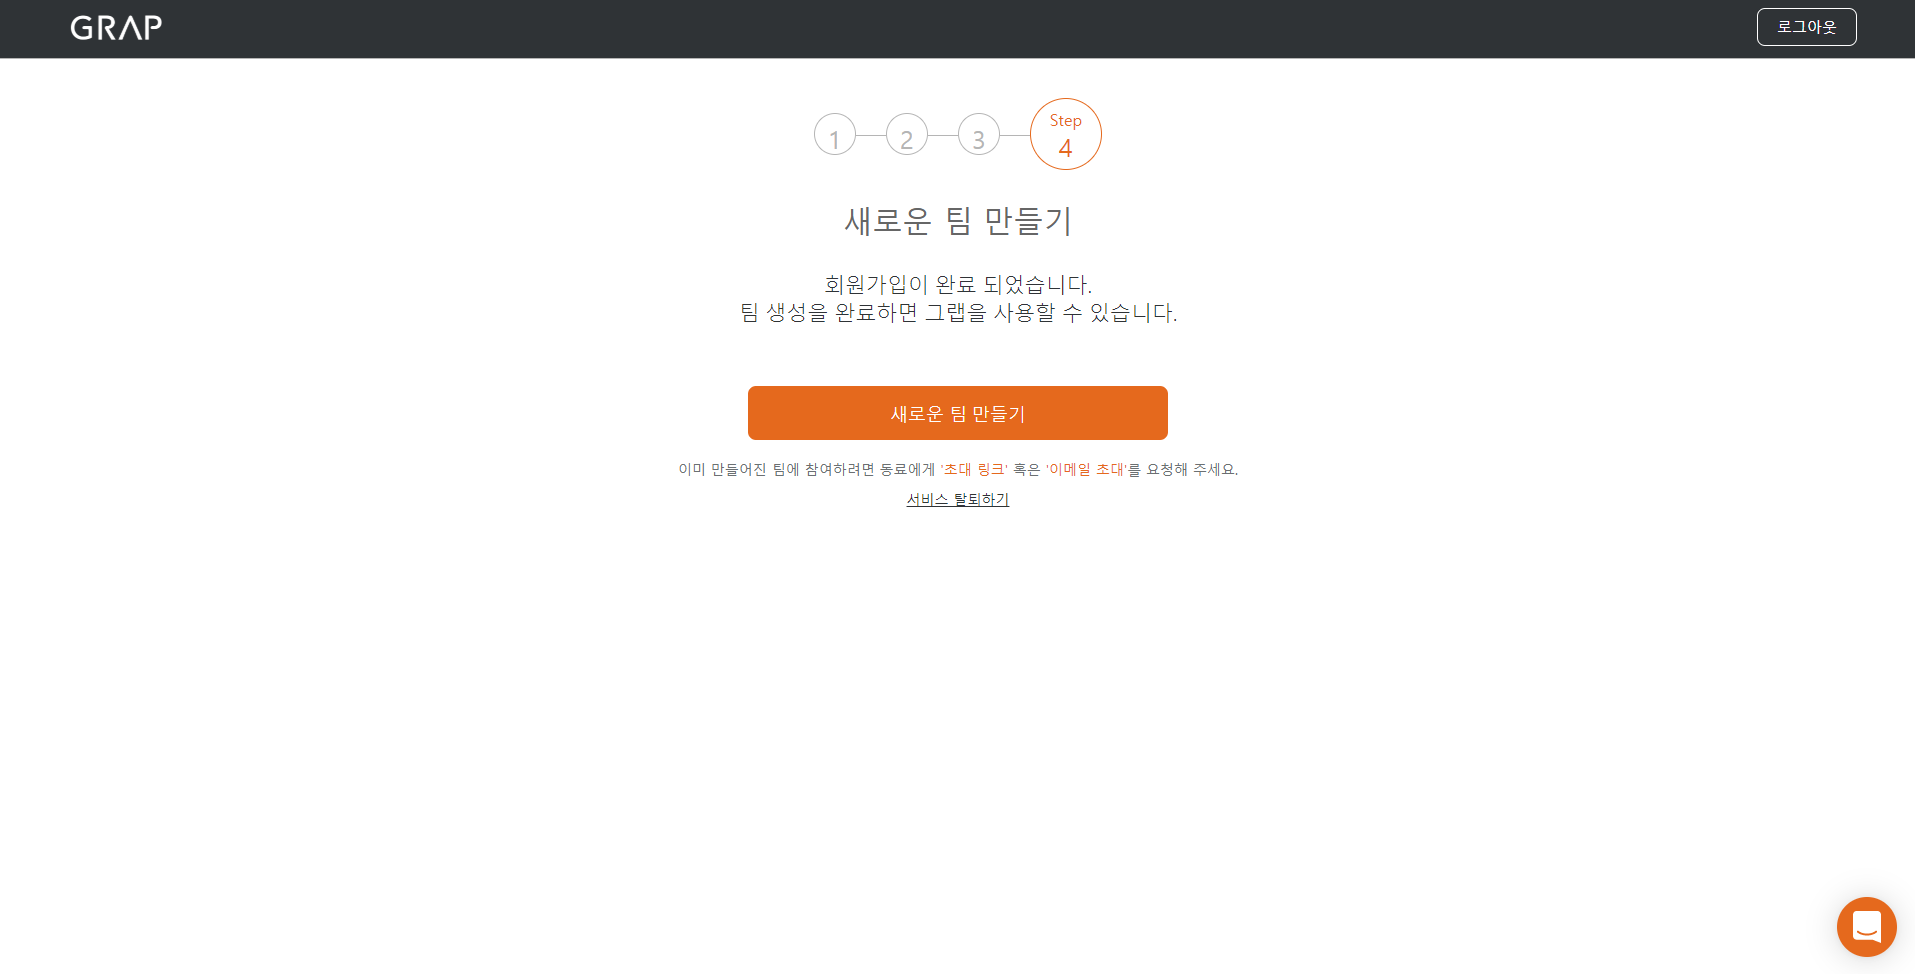 GRAP
로그아웃
1
2
3
Step
4
새로운 팀 만들기
회원가입이 완료 되었습니다.
팀 생성을 완료하면 그랩을 사용할 수 있습니다.
새로운 팀 만들기
이미 만들어진 팀에 참여하려면 동료에게 '초대 링크' 혹은 '이메일 초대'를 요청해 주세요.
서비스 탈퇴하기